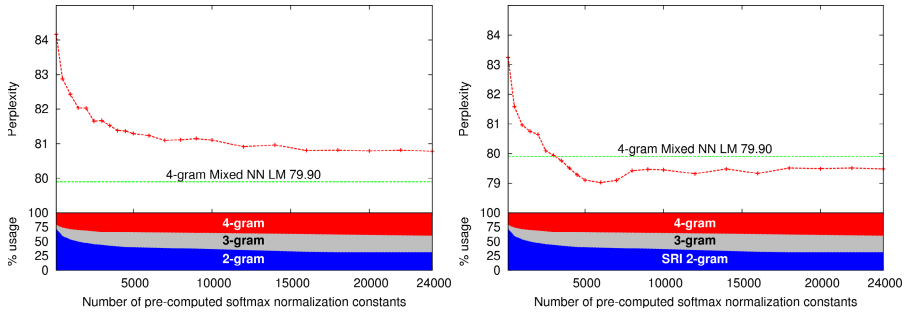 84
83
82
81
80
Perplexity
4-gram Mixed NN LM 79.90
100
75
50
25
0
% usage
4-gram
3-gram
2-gram
5000 10000 15000 20000 24000
Number of pre-computed softmax normalization constants
84
83
82
81
80
79
Perplexity
4-gram Mixed NN LM 79.90
100
75
50
25
0
% usage
4-gram
3-gram
SRI 2-gram
5000 10000 15000 20000 24000
Number of pre-computed softmax normalization constants